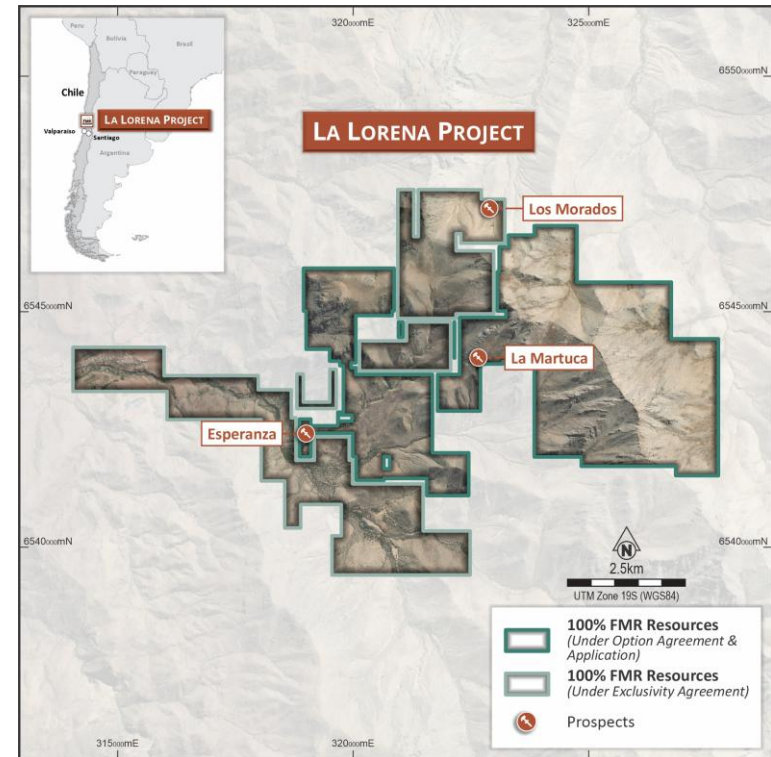 320000mE
325000mE
Peru
Bolivia
Brazil
Paraguay
Chile
LA LORENA PROJECT
Valparaiso
Santiago
Argentina
6550000mN
LA LORENA PROJECT
Los Morados
6545000mN
6545000mN
La Martuca
Esperanza
6540000mN
6540000mN
N
2.5km
UTM Zone 19S (WGS84)
100% FMR Resources
(Under Option Agreement &
Application)
100% FMR Resources
(Under Exclusivity Agreement)
Prospects
315000mE
320000mE